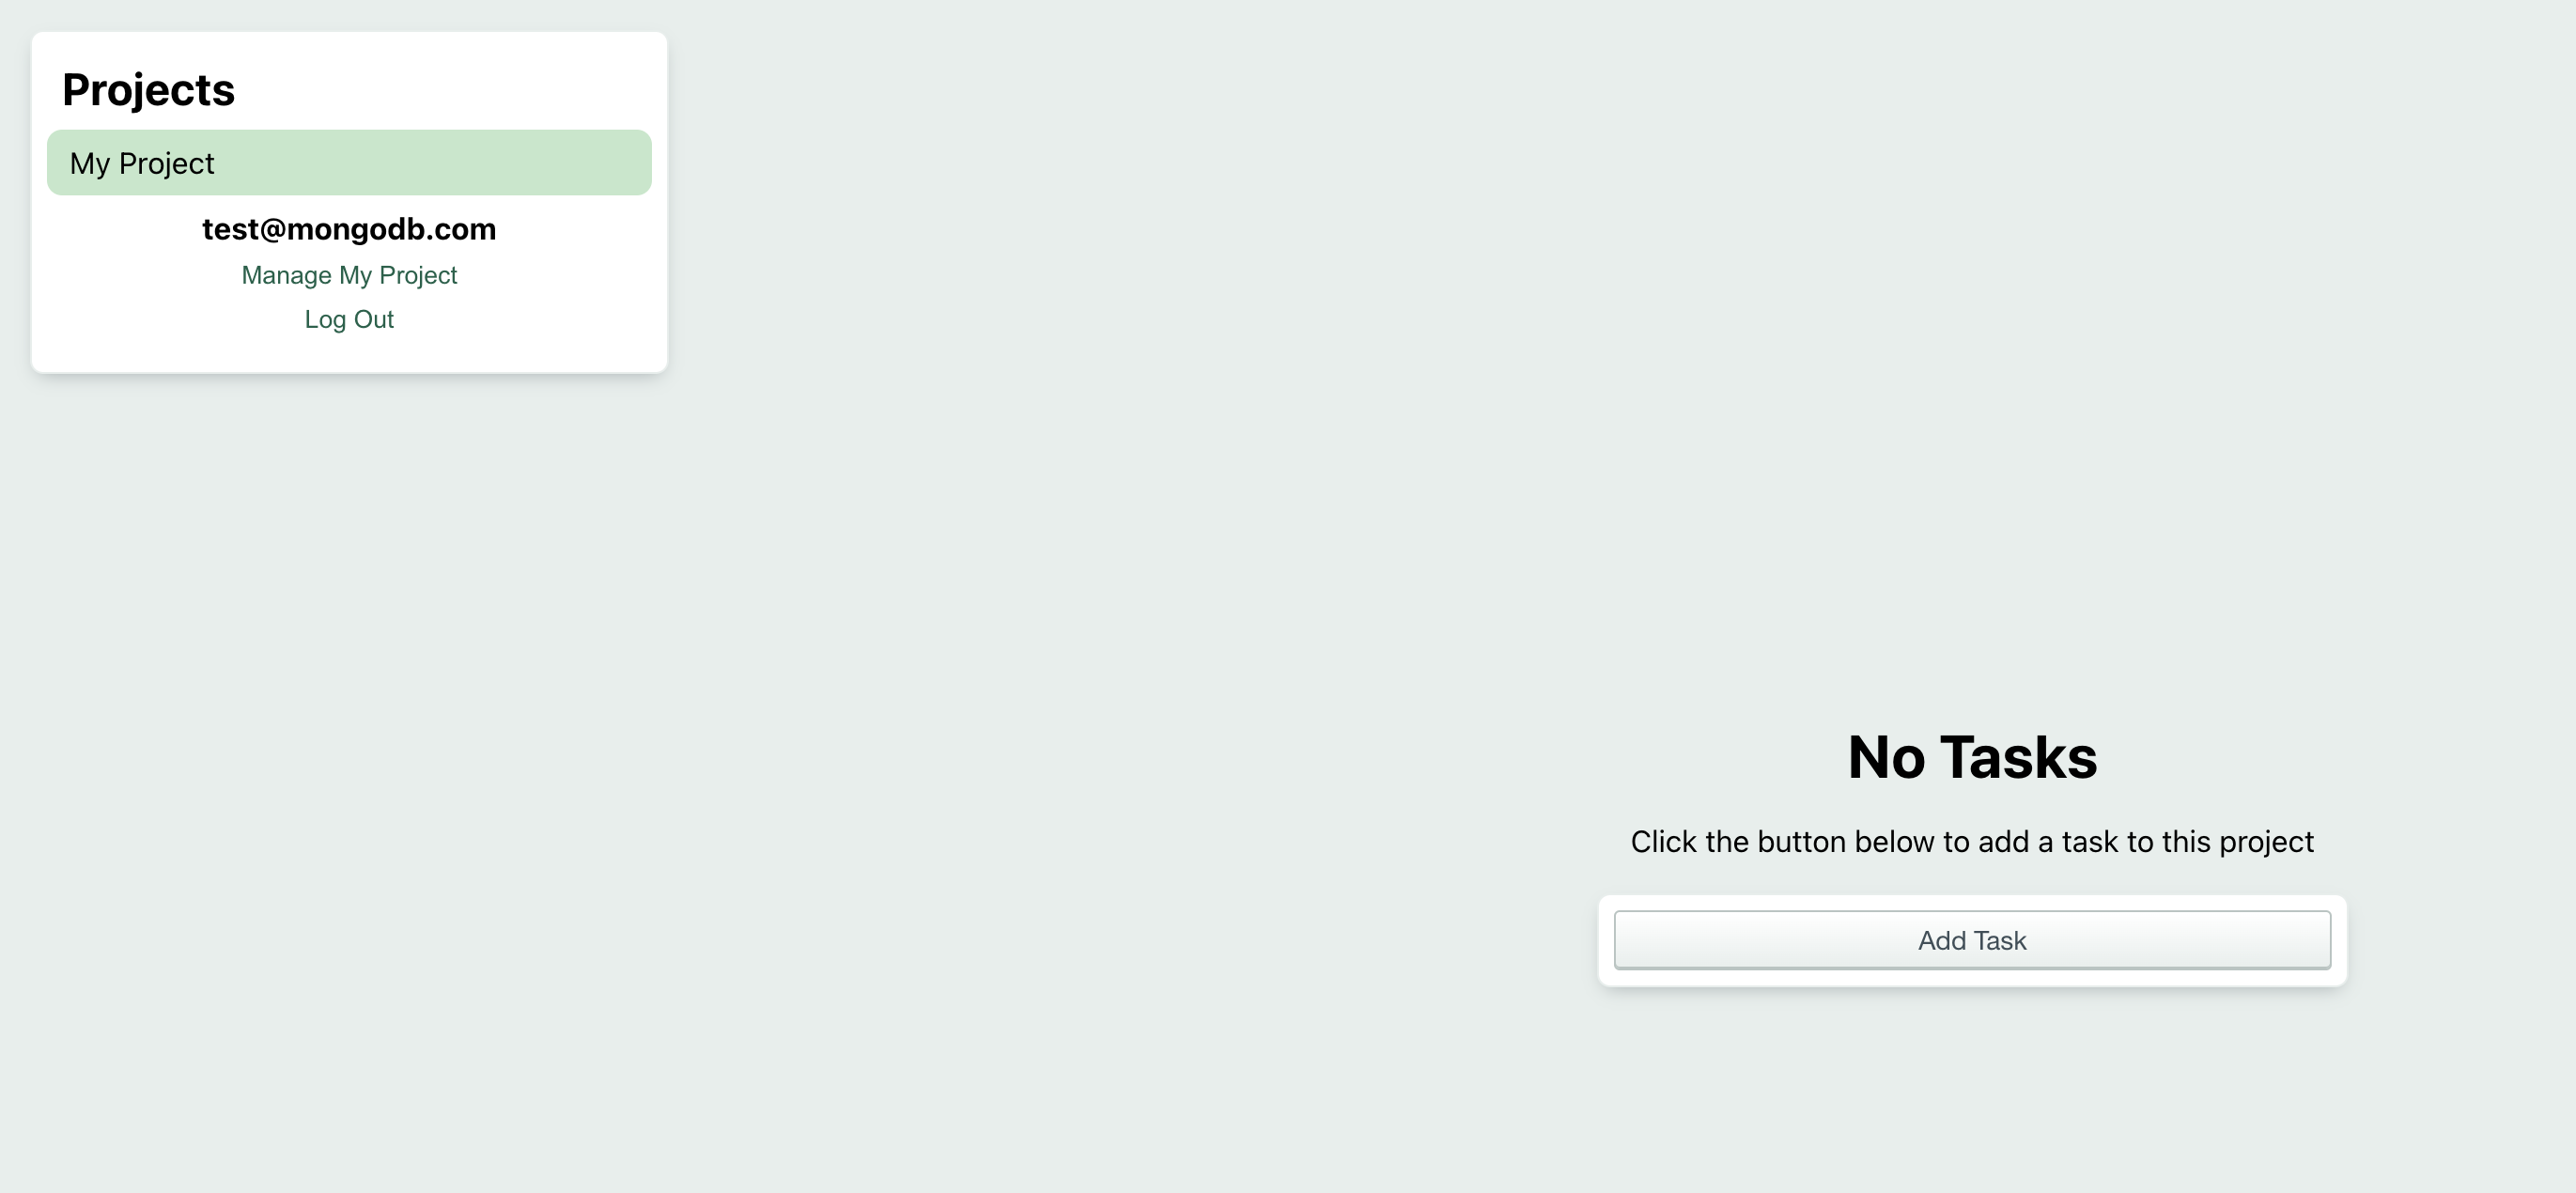 Projects
My Project
test@mongodb.com
Manage My Project
Log Out
No Tasks
Click the button below to add a task to this project
Add Task